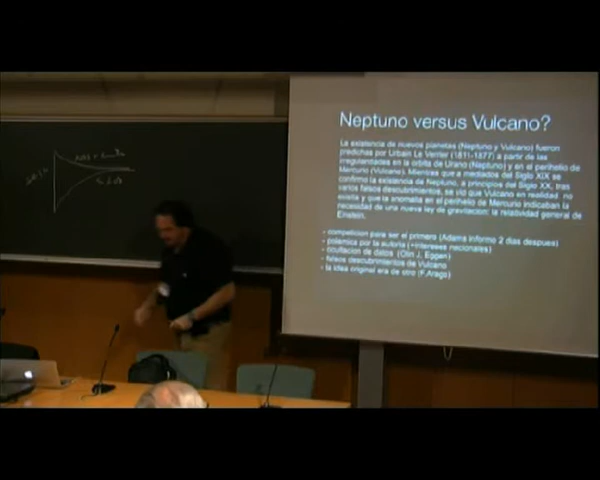 Neptuno versus Vulcano?
La existencia de nuevos planetas (Neptuno y Vulcano) fueron
predichas por Urbain Le Verrier (1811-1877) a partir de las
irregularidades en la orbita de Urano (Neptuno) y en el perihelio de
Mercurio (Vulcano). Mientras que a mediados del Siglo XIX se
confirmo la existencia de Neptuno, a principios del Siglo XX, tras
varios falsos descubrimientos, se vio que Vulcano en realidad no
existia y que la anomalia en el perihelio de Mercurio indicaban la
necesidad de una nueva ley de gravitacion: la relatividad general de
Einstein.
- competicion para ser el primero (Adams informo 2 dias despues)
- polemica por la autoria (+intereses nacionales)
- ocultacion de datos (Olin J. Eggen)
- falsos descubrimientos de Vulcano
- la idea original era de otro (F.Arago)